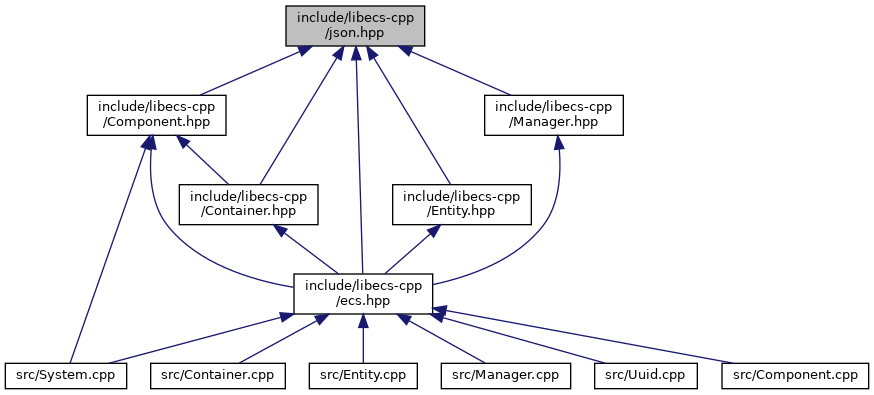 include/libecs-cpp
/json.hpp
include/libecs-cpp
/Component.hpp
include/libecs-cpp
/Manager.hpp
include/libecs-cpp
/Container.hpp
include/libecs-cpp
/Entity.hpp
include/libecs-cpp
/ecs.hpp
src/System.cpp
src/Container.cpp
src/Entity.cpp
src/Manager.cpp
src/Uuid.cpp
src/Component.cpp